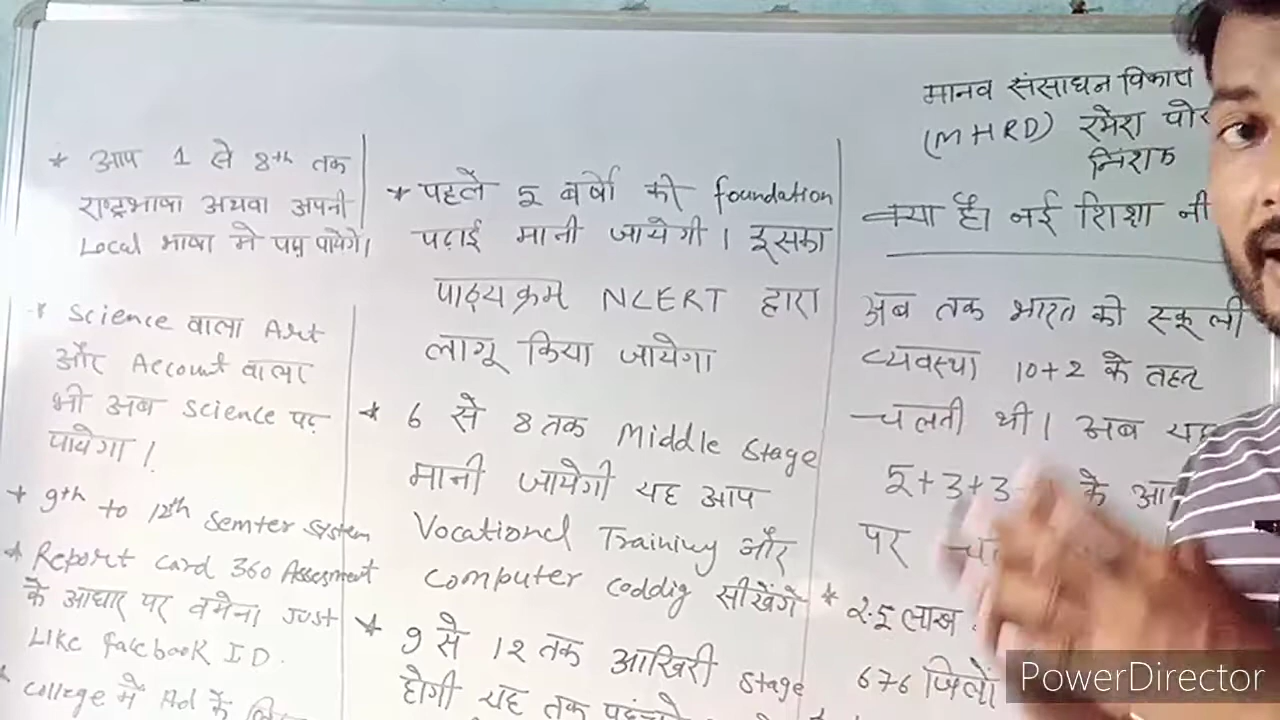 मानव संसाधन विकास
(MHRD) रमेश
निशंक
क्या है। नई शिक्षा नी
अब तक भारत की स्कूली
व्यवस्था 10+2 के तहत
चलती थी। अब यह
5+3+3 के
पर
* 2.5 लाख
676 जिलों
* पहले 5 वर्षो की foundation
पढ़ाई मानी जायेगी। इसका
पाठ्यक्रम NCERT द्वारा
लागू किया जायेगा
* 6 से 8 तक Middle Stage
मानी जायेगी यह आप
Vocationel Training और
computer coddig सीखेंगे
* 9 से 12 तक आखिरी Stage
होगी यह तक
* आप 1 से 8th तक
राष्ट्रभाषा अथवा अपनी
Local भाषा मे पढ़ पायेगे।
* Science वाला Art
और Account वाला
भी अब Science पढ़
पायेगा।
* 9th to 12th Semter System
* Report Card 360 Assesment
के आधार पर बनेगा Just
Like facebook ID.
* College में के
PowerDirector